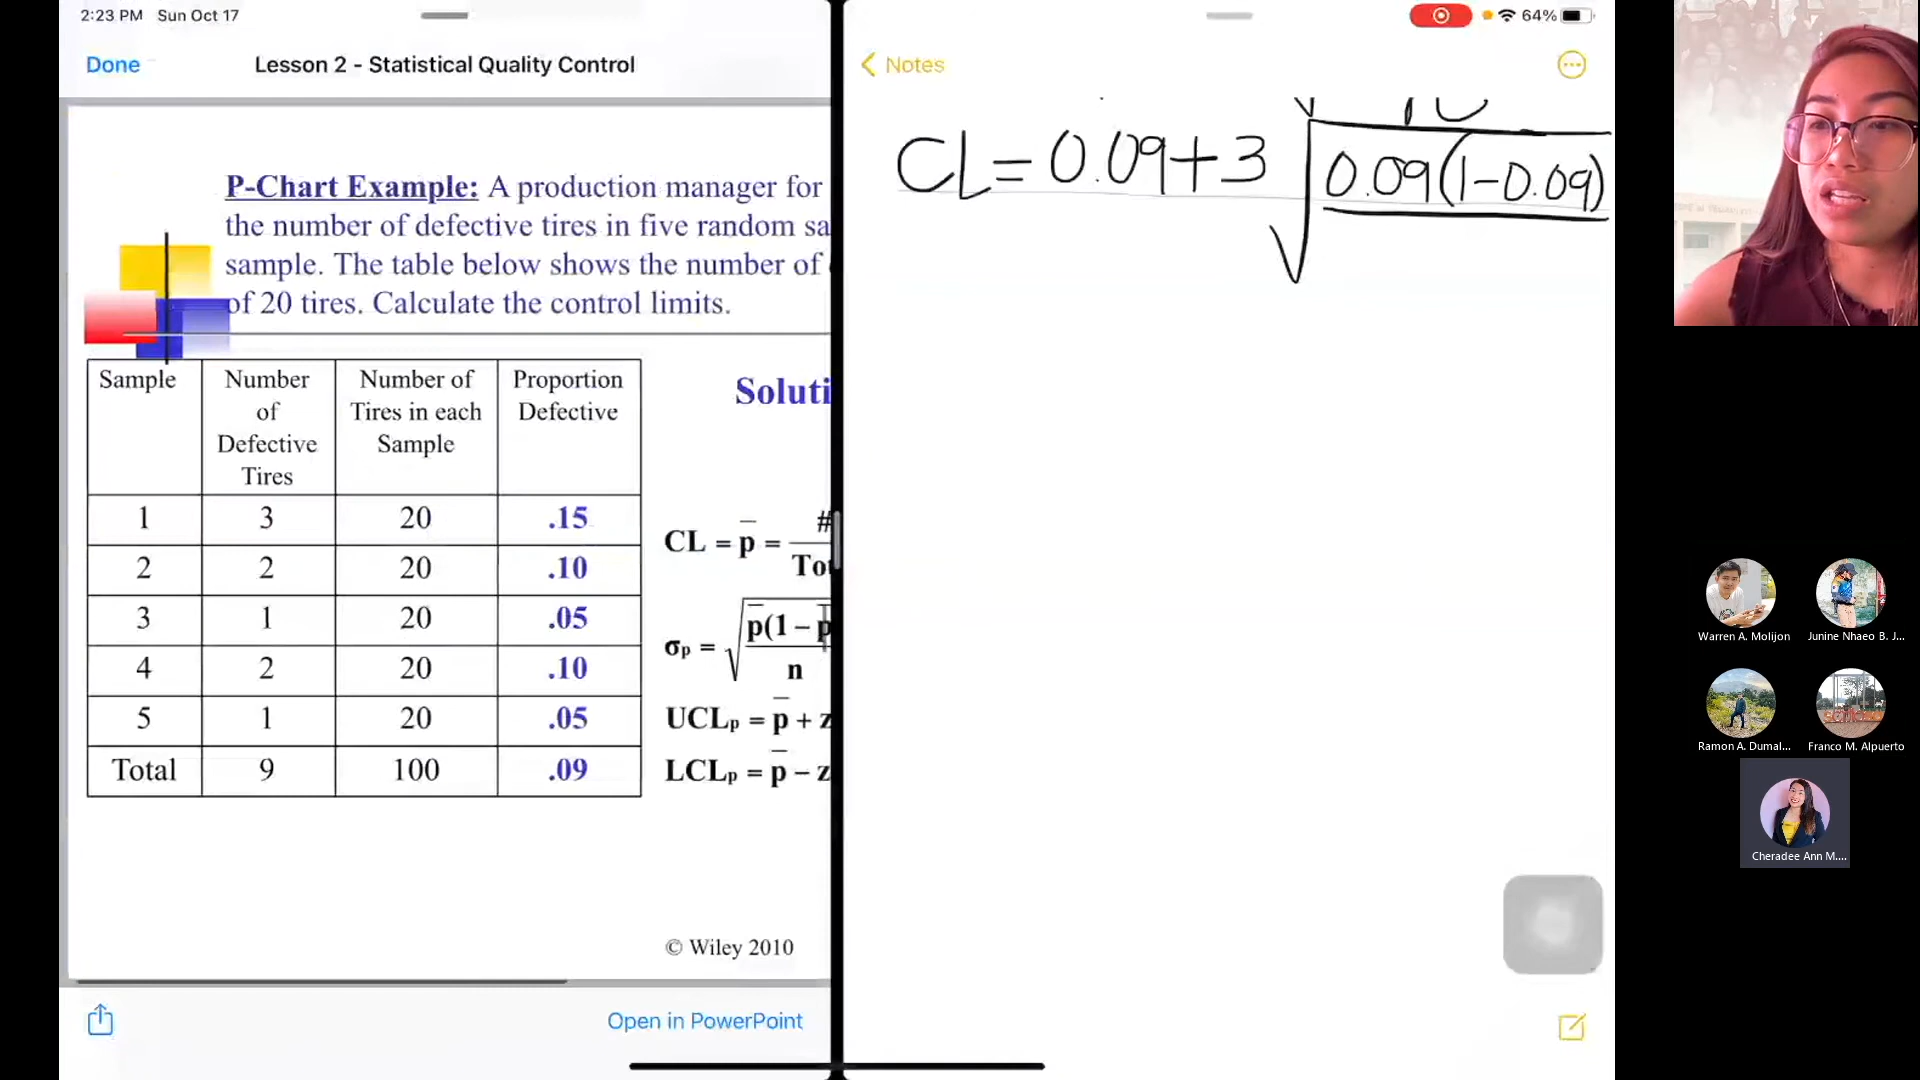 2:23 PM Sun Oct 17
64%
Done
Lesson 2 - Statistical Quality Control
Notes
P-Chart Example: A production manager for
the number of defective tires in five random sa
sample. The table below shows the number of
of 20 tires. Calculate the control limits.
Sample Number of Defective Tires Number of Tires in each Sample Proportion Defective
1 3 20 .15
2 2 20 .10
3 1 20 .05
4 2 20 .10
5 1 20 .05
Total 9 100 .09
Soluti
CL = p̅ = # Tot
σp = √ p̅(1 – p̅ n
UCLp = p̅ + z
LCLp = p̅ – z
© Wiley 2010
Open in PowerPoint
CL = 0.09 + 3 √ 0.09(1-0.09)
Warren A. Molijon
Junine Nhaeo B. J...
Ramon A. Dumal...
Franco M. Alpuerto
Cheradee Ann M....